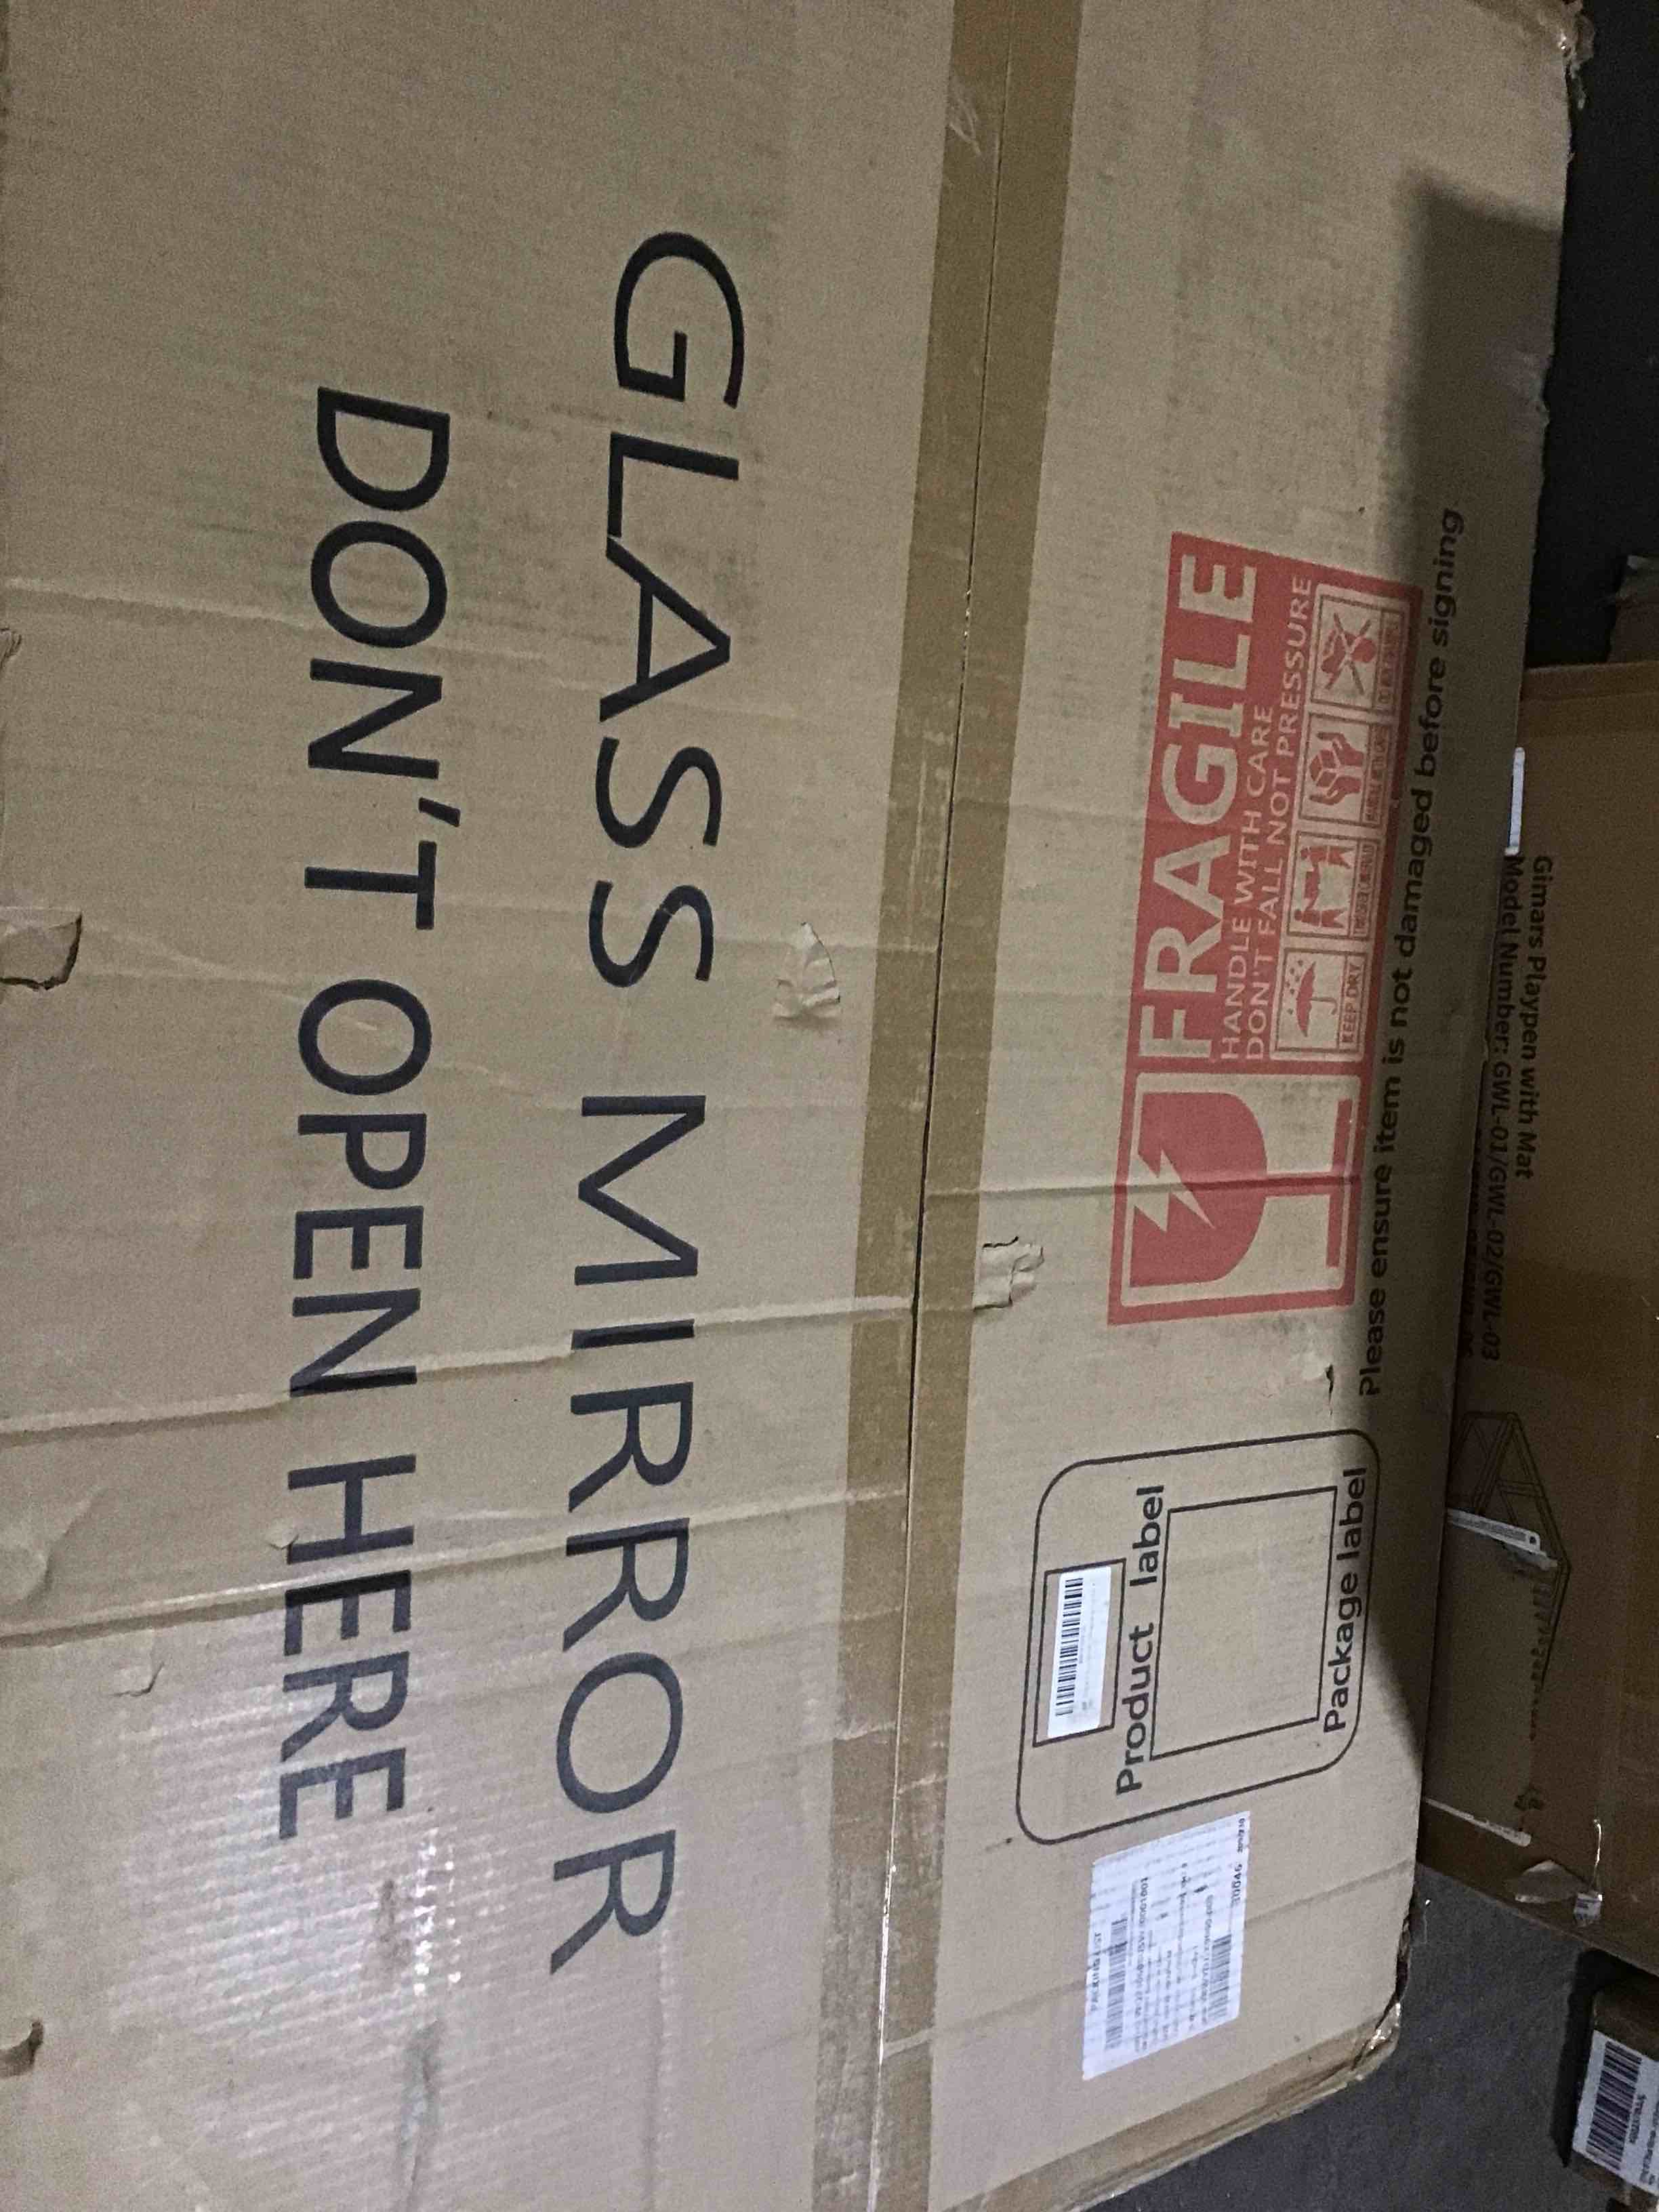 GLASS MIRROR
DON'T OPEN HERE
FRAGILE
HANDLE WITH CARE
DON'T FALL NOT PRESSURE
KEEP DRY
Please ensure item is not damaged before signing
Product label
Package label
PACKING LIST
Gimars Playpen with Mat
Model Number: GWL-01/GWL-02/GWL-03